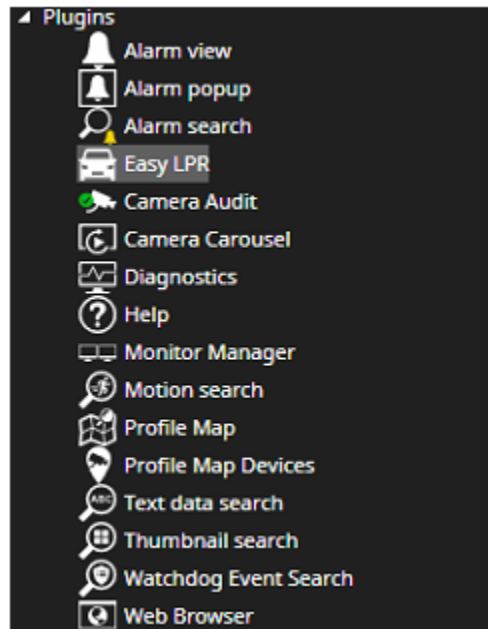 Plugins
Alarm view
Alarm popup
Alarm search
Easy LPR
Camera Audit
Camera Carousel
Diagnostics
? Help
Monitor Manager
Motion search
Profile Map
Profile Map Devices
ABC Text data search
Thumbnail search
Watchdog Event Search
Web Browser